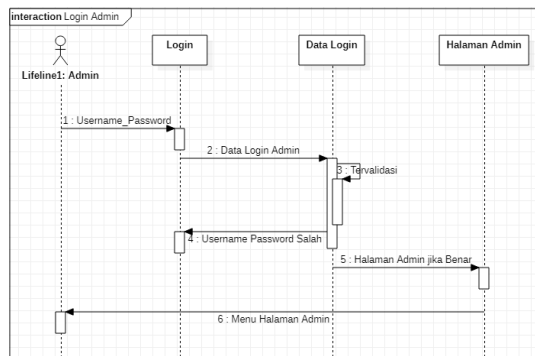 interaction Login Admin
Login
Data Login
Halaman Admin
Lifeline1: Admin
1 : Username_Password
2 : Data Login Admin
3 : Tervalidasi
4 : Username Password Salah
5 : Halaman Admin jika Benar
6 : Menu Halaman Admin